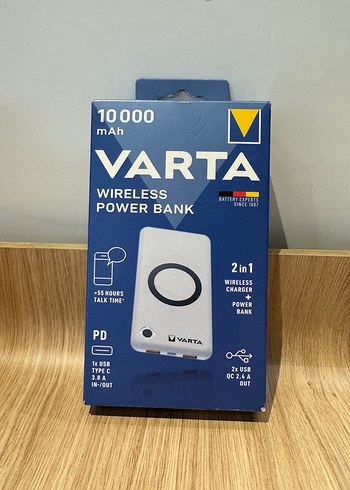 10 000
mAh
VARTA
WIRELESS
POWER BANK
BATTERY EXPERTS
SINCE 1887
+55 HOURS
TALK TIME*
2 in 1
WIRELESS
CHARGER
+
POWER
BANK
VARTA
PD
1x USB
TYPE C
3.0 A
IN-/OUT
2x USB
QC 2.4 A
OUT